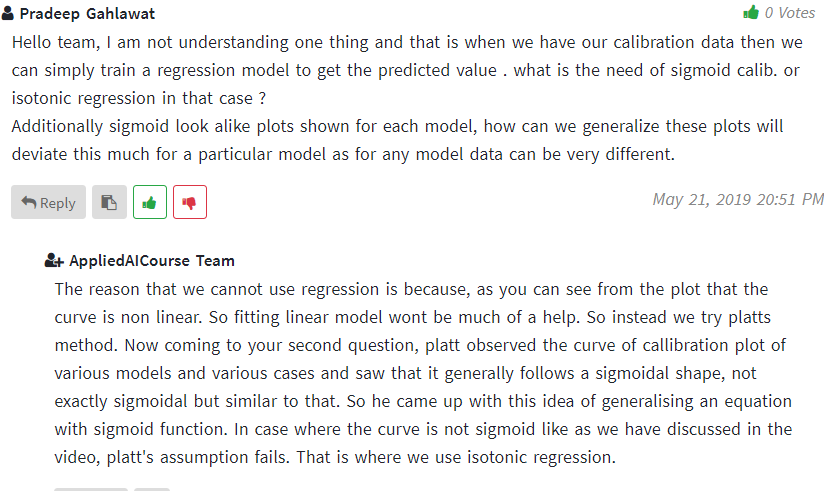 Pradeep Gahlawat
0 Votes
Hello team, I am not understanding one thing and that is when we have our calibration data then we
can simply train a regression model to get the predicted value . what is the need of sigmoid calib. or
isotonic regression in that case ?
Additionally sigmoid look alike plots shown for each model, how can we generalize these plots will
deviate this much for a particular model as for any model data can be very different.
Reply
May 21, 2019 20:51 PM
AppliedAICourse Team
The reason that we cannot use regression is because, as you can see from the plot that the
curve is non linear. So fitting linear model wont be much of a help. So instead we try platts
method. Now coming to your second question, platt observed the curve of callibration plot of
various models and various cases and saw that it generally follows a sigmoidal shape, not
exactly sigmoidal but similar to that. So he came up with this idea of generalising an equation
with sigmoid function. In case where the curve is not sigmoid like as we have discussed in the
video, platt's assumption fails. That is where we use isotonic regression.